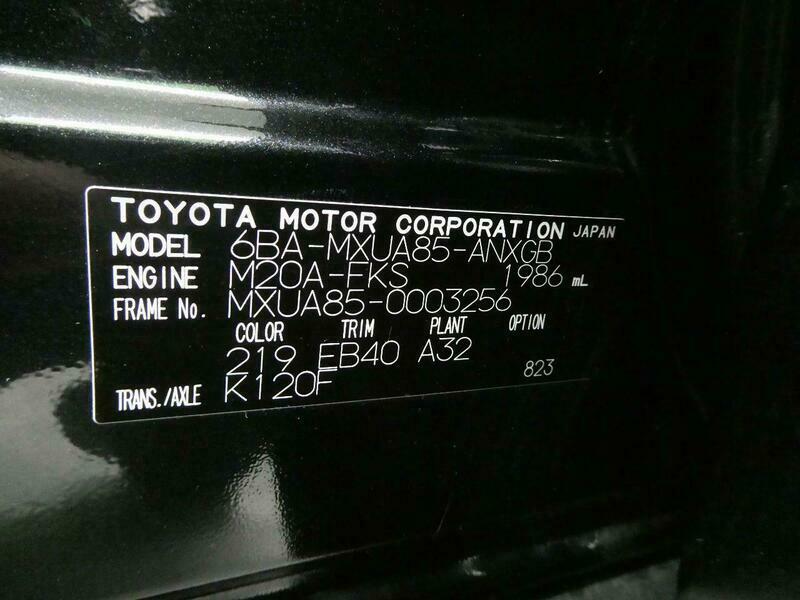 TOYOTA MOTOR CORPORATION JAPAN
MODEL 6BA-MXUA85-ANXGB
ENGINE M20A-FKS 1986 mL
FRAME No. MXUA85-0003256
COLOR TRIM PLANT OPTION
219 EB40 A32
TRANS./AXLE K120F 823